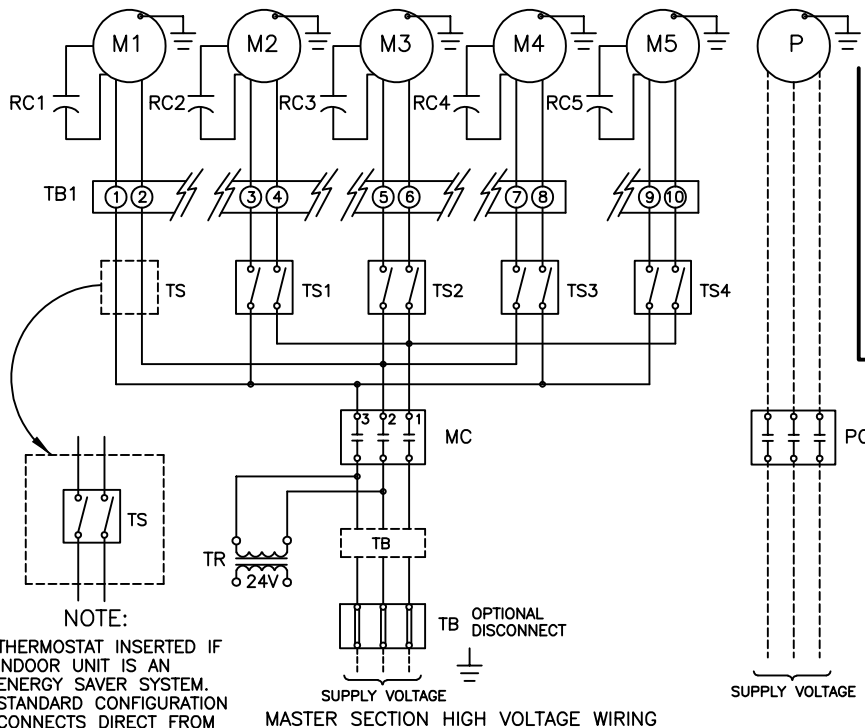 M1 M2 M3 M4 M5 P
RC1 RC2 RC3 RC4 RC5
TB1 1 2 3 4 5 6 7 8 9 10
TS TS1 TS2 TS3 TS4
3 2 1 MC
TS
TB
TR
24V
TB OPTIONAL
DISCONNECT
SUPPLY VOLTAGE
SUPPLY VOLTAGE
NOTE:
THERMOSTAT INSERTED IF
INDOOR UNIT IS AN
ENERGY SAVER SYSTEM.
STANDARD CONFIGURATION
CONNECTS DIRECT FROM
MASTER SECTION HIGH VOLTAGE WIRING